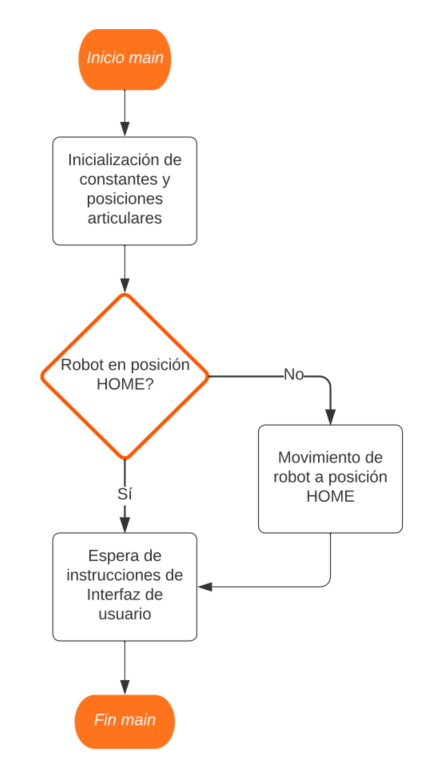 Inicio main
Inicialización de
constantes y
posiciones
articulares
Robot en posición
HOME?
No
Movimiento de
robot a posición
HOME
Sí
Espera de
instrucciones de
Interfaz de
usuario
Fin main